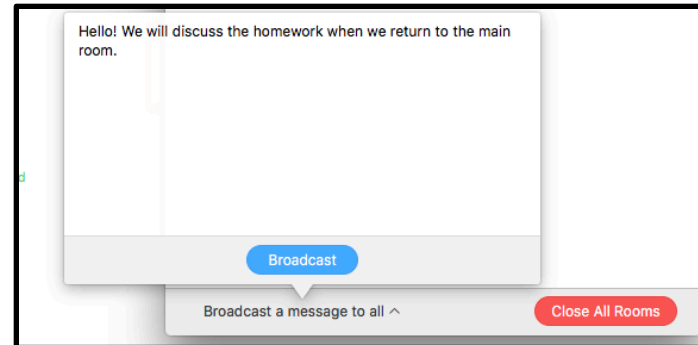 Hello! We will discuss the homework when we return to the main
room.
d
Broadcast
Broadcast a message to all
Close All Rooms